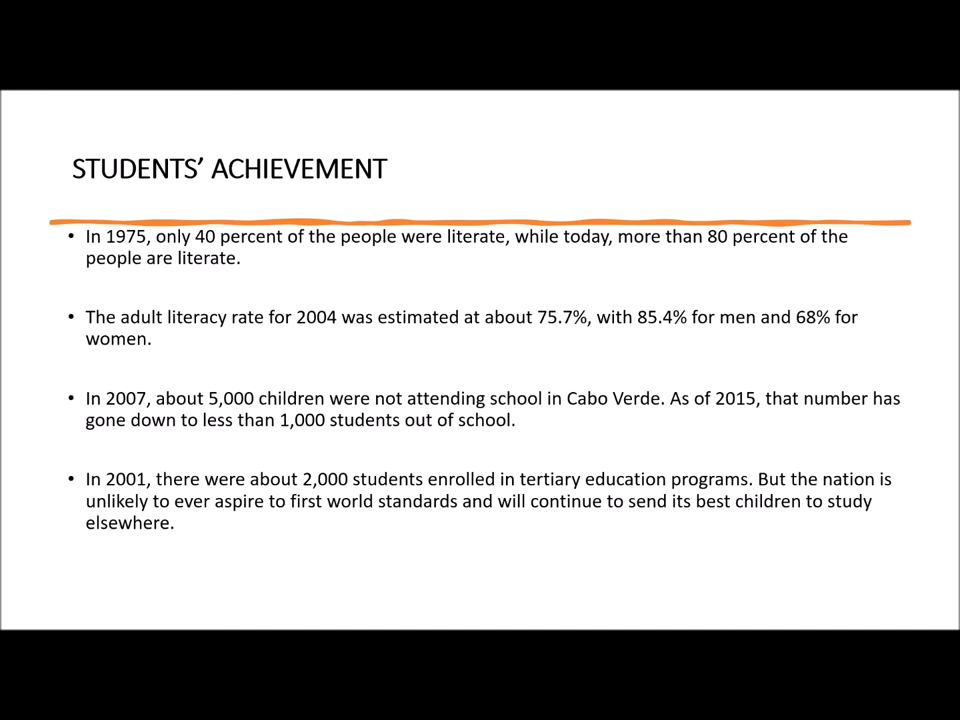 STUDENTS’ ACHIEVEMENT
• In 1975, only 40 percent of the people were literate, while today, more than 80 percent of the
people are literate.
• The adult literacy rate for 2004 was estimated at about 75.7%, with 85.4% for men and 68% for
women.
• In 2007, about 5,000 children were not attending school in Cabo Verde. As of 2015, that number has
gone down to less than 1,000 students out of school.
• In 2001, there were about 2,000 students enrolled in tertiary education programs. But the nation is
unlikely to ever aspire to first world standards and will continue to send its best children to study
elsewhere.